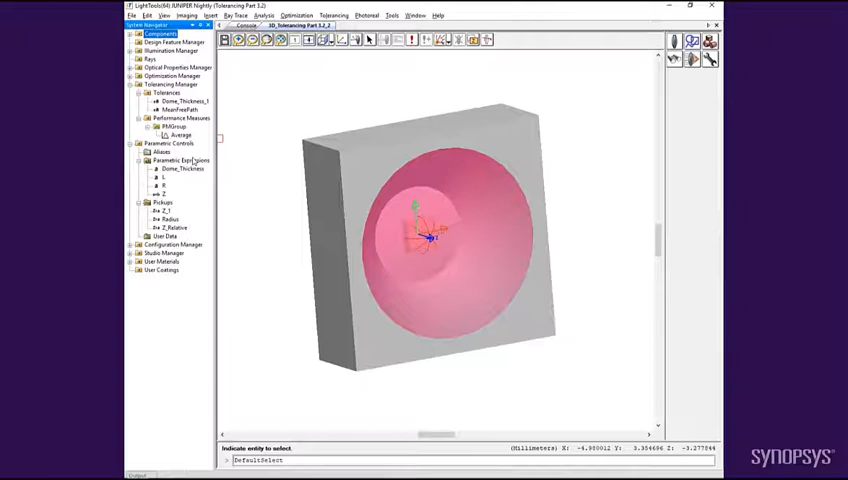 LightTools(64) JUNIPER Nightly (Tolerancing Part 3.2)
File Edit View Imaging Insert Ray Trace Analysis Optimization Tolerancing Photoreal Tools Window Help
System Navigator
Console
3D_Tolerancing Part 3.2_2
Components
Design Feature Manager
Illumination Manager
Rays
Optical Properties Manager
Optimization Manager
Tolerancing Manager
Tolerances
Dome_Thickness_1
MeanFreePath
Performance Measures
PMGroup
Average
Parametric Controls
Aliases
Parametric Expressions
Dome_Thickness
L
R
Z
Pickups
Z_1
Radius
Z_Relative
User Data
Configuration Manager
Studio Manager
User Materials
User Coatings
Indicate entity to select.
(Millimeters) X: -4.980012 Y: 3.354696 Z: -3.277844
> DefaultSelect
Output
SYNOPSYS